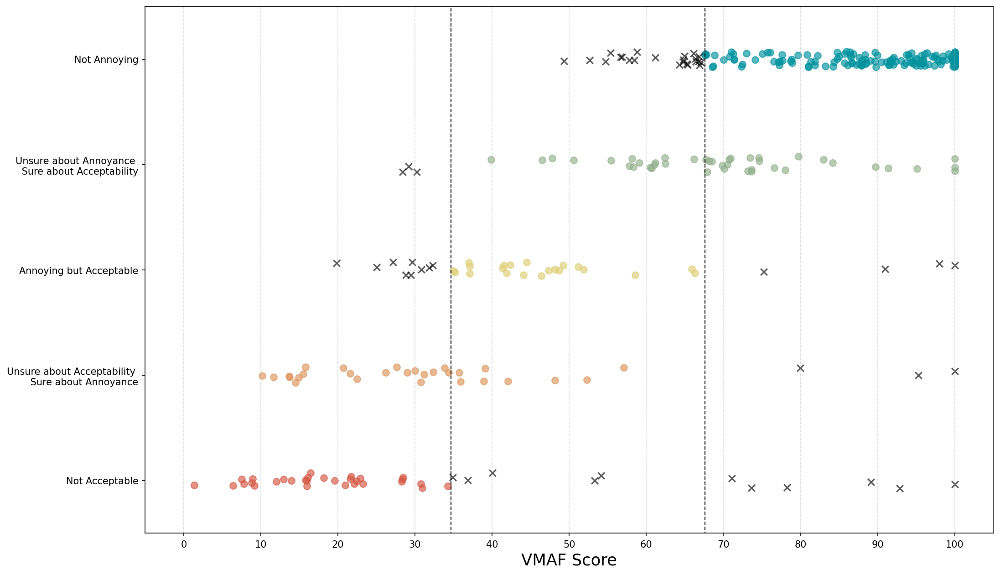 Not Annoying
Unsure about Annoyance
Sure about Acceptability
Annoying but Acceptable
Unsure about Acceptability
Sure about Annoyance
Not Acceptable
0 10 20 30 40 50 60 70 80 90 100
VMAF Score